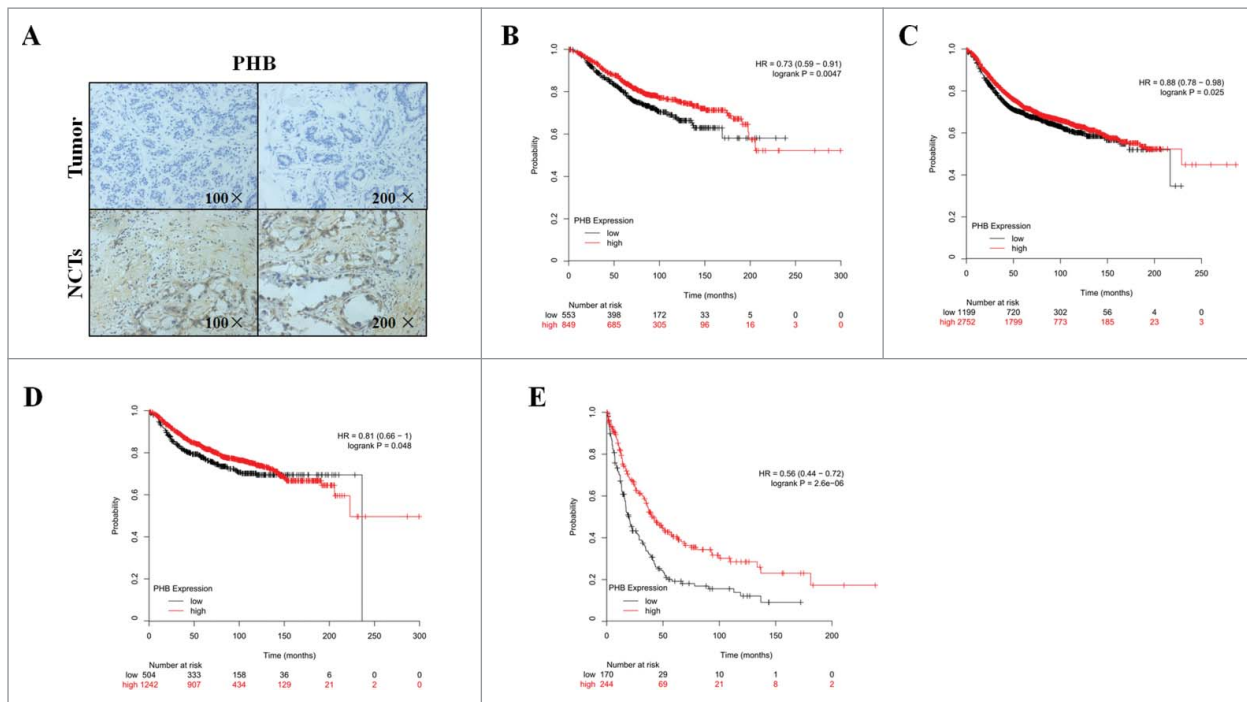 A
PHB
Tumor
100×
200×
NCTs
100×
200×
B
HR = 0.73 (0.59 − 0.91)
logrank P = 0.0047
Probability
1.0
0.8
0.6
0.4
0.2
0
PHB Expression
low
high
0 50 100 150 200 250 300
Time (months)
Number at risk
low 553 398 172 33 5 0 0
high 849 685 305 96 16 3 0
C
HR = 0.88 (0.78 − 0.98)
logrank P = 0.025
Probability
1.0
0.8
0.6
0.4
0.2
0
PHB Expression
low
high
0 50 100 150 200 250
Time (months)
Number at risk
low 1199 720 302 56 4 0
high 2752 1799 773 185 23 3
D
HR = 0.81 (0.66 − 1)
logrank P = 0.048
Probability
1.0
0.8
0.6
0.4
0.2
0
PHB Expression
low
high
0 50 100 150 200 250 300
Time (months)
Number at risk
low 504 333 158 36 6 0 0
high 1242 907 434 129 21 2 0
E
HR = 0.56 (0.44 − 0.72)
logrank P = 2.6e−06
Probability
1.0
0.8
0.6
0.4
0.2
0
PHB Expression
low
high
0 50 100 150 200
Time (months)
Number at risk
low 170 29 10 1 0
high 244 69 21 8 2